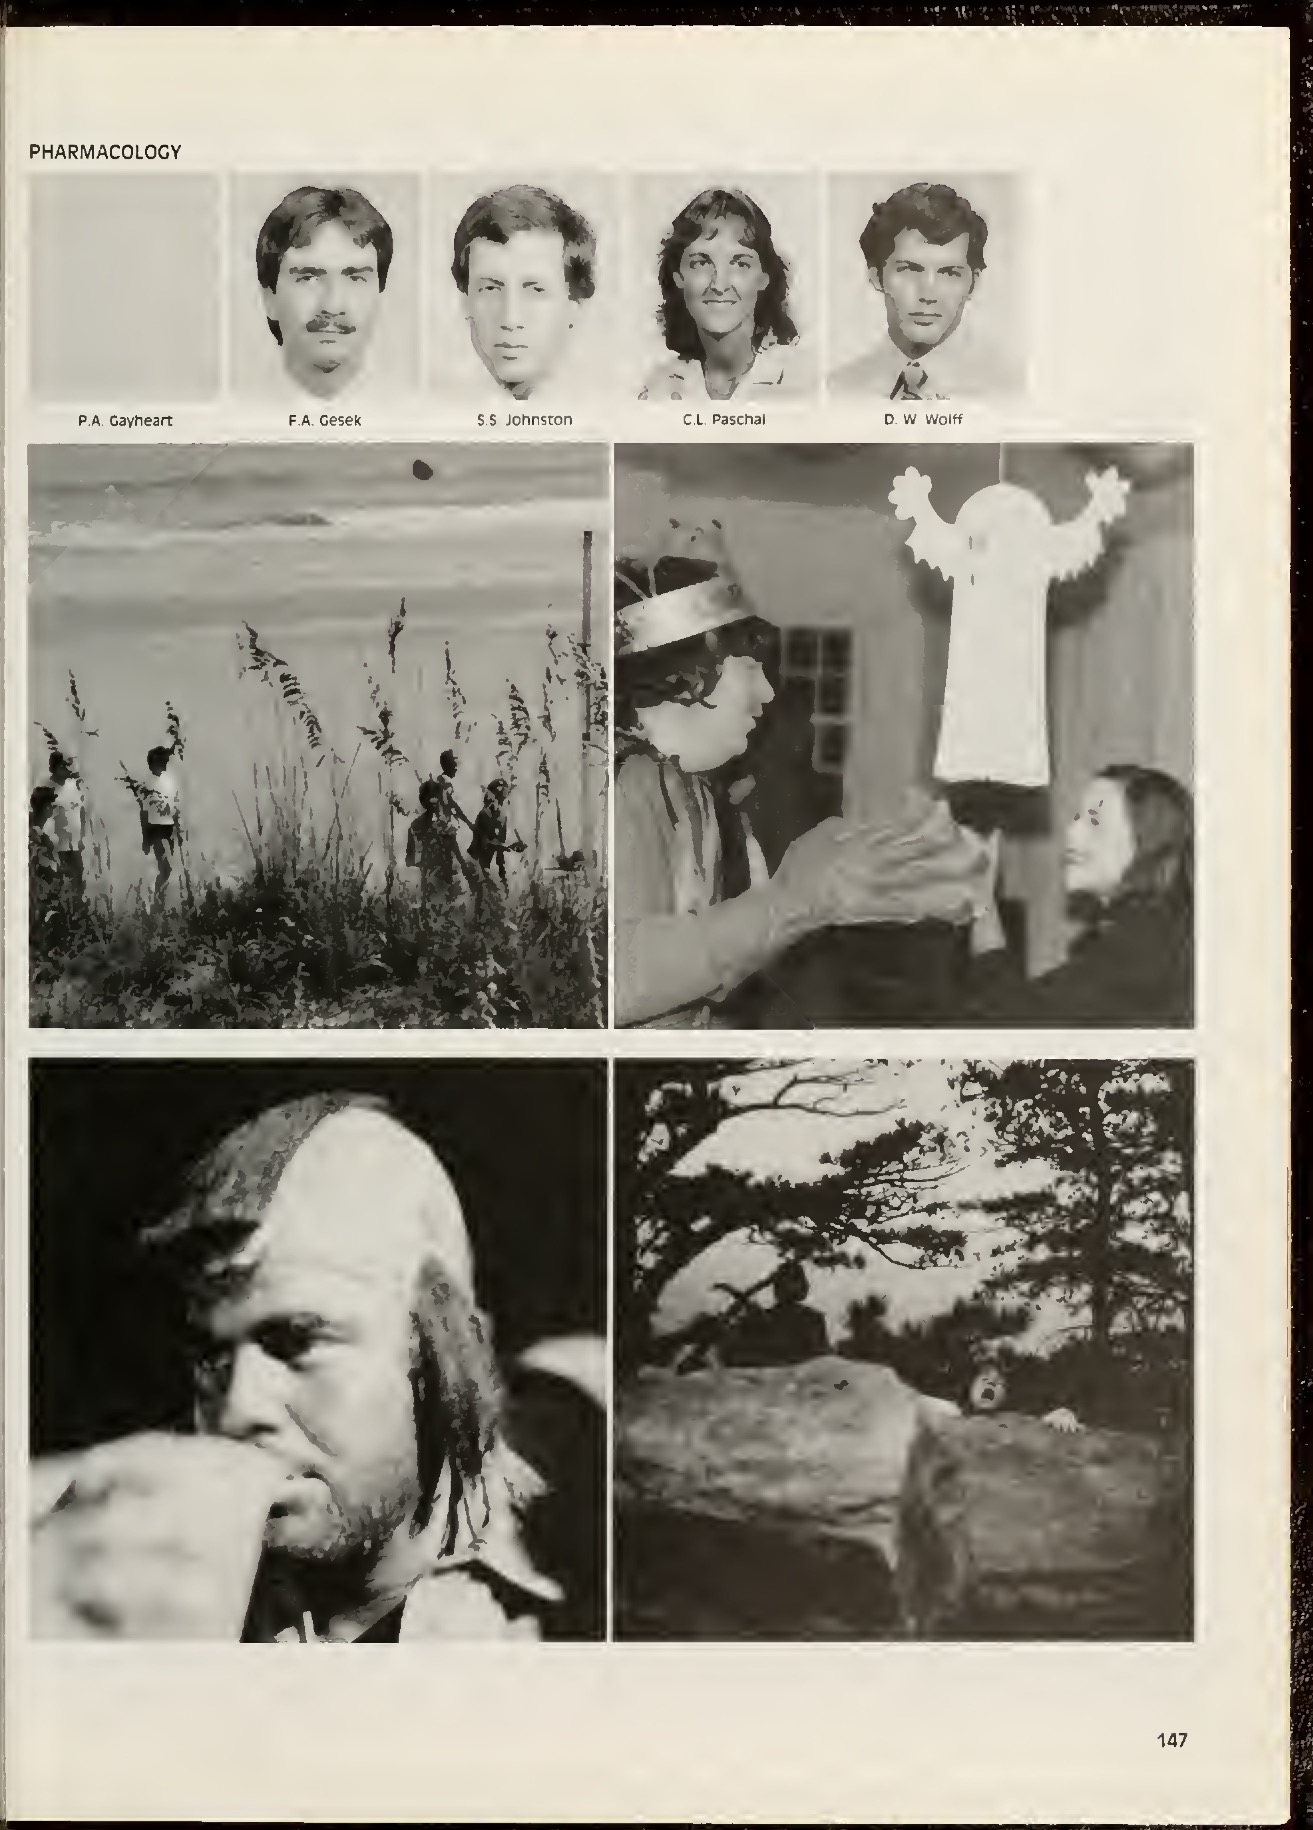 PHARMACOLOGY
P.A. Gayheart F.A. Gesek S.S. Johnston C.L. Paschal D. W. Wolff
147